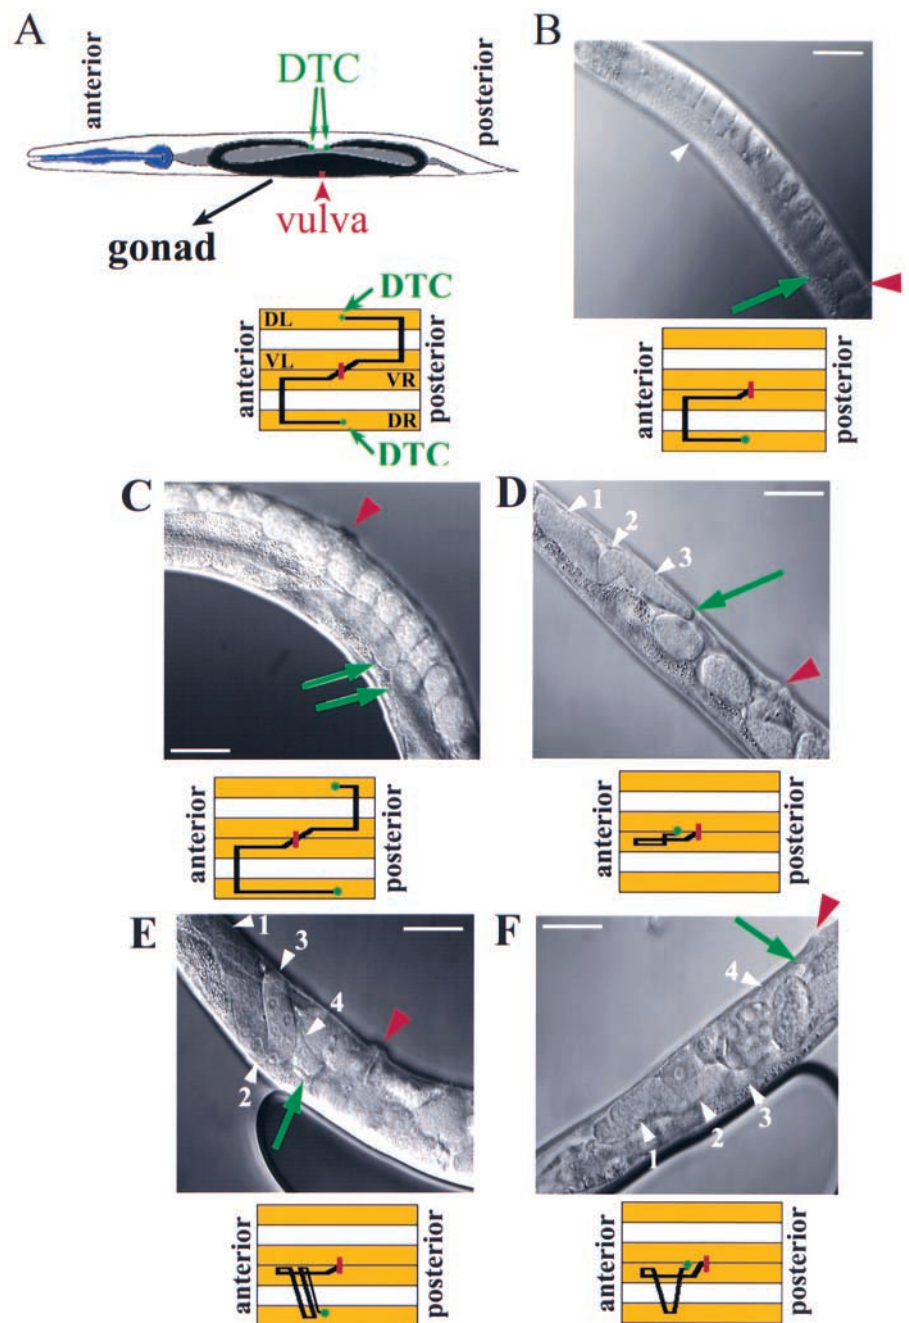 A
anterior
DTC
posterior
vulva
gonad
DTC
anterior
DL
VL
VR
DR
posterior
DTC
B
anterior
posterior
C
anterior
posterior
D
1
2
3
anterior
posterior
E
1
3
4
2
anterior
posterior
F
4
3
2
1
anterior
posterior